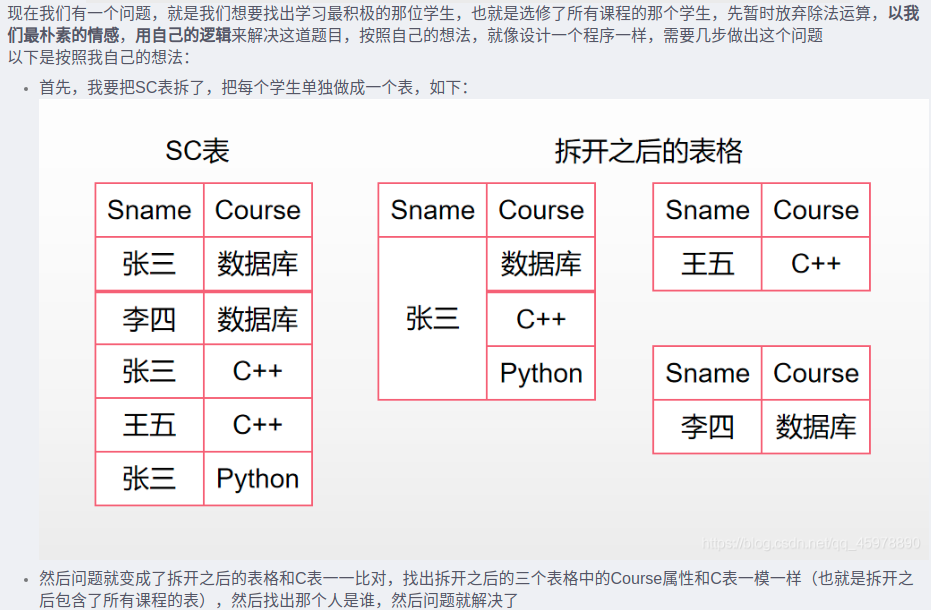 现在我们有一个问题，就是我们想要找出学习最积极的那位学生，也就是选修了所有课程的那个学生，先暂时放弃除法运算，以我
们最朴素的情感，用自己的逻辑来解决这道题目，按照自己的想法，就像设计一个程序一样，需要几步做出这个问题
以下是按照我自己的想法：
首先，我要把SC表拆了，把每个学生单独做成一个表，如下：
SC表 拆开之后的表格
Sname Course Sname Course Sname Course
张三 数据库 数据库 王五 C++
李四 数据库 张三 C++
张三 C++ Python Sname Course
王五 C++ 李四 数据库
张三 Python
https://blog.csdn.net/qq_45978890
然后问题就变成了拆开之后的表格和C表一一比对，找出拆开之后的三个表格中的Course属性和C表一模一样（也就是拆开之
后包含了所有课程的表），然后找出那个人是谁，然后问题就解决了